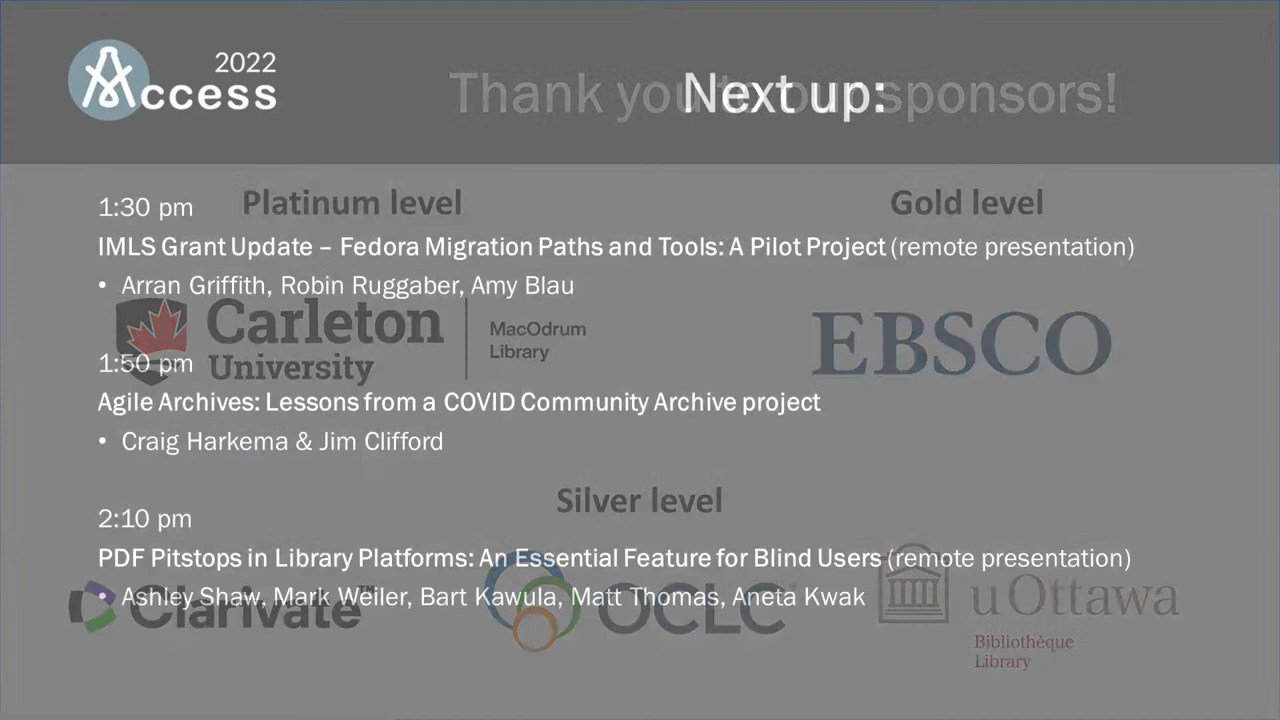 2022
Access
Thank you to our sponsors!
Next up:
Platinum level
Gold level
1:30 pm
IMLS Grant Update – Fedora Migration Paths and Tools: A Pilot Project (remote presentation)
• Arran Griffith, Robin Ruggaber, Amy Blau
Carleton
University
MacOdrum
Library
EBSCO
1:50 pm
Agile Archives: Lessons from a COVID Community Archive project
• Craig Harkema & Jim Clifford
Silver level
2:10 pm
PDF Pitstops in Library Platforms: An Essential Feature for Blind Users (remote presentation)
• Ashley Shaw, Mark Weiler, Bart Kawula, Matt Thomas, Aneta Kwak
Clarivate™
OCLC
uOttawa
Bibliothèque
Library